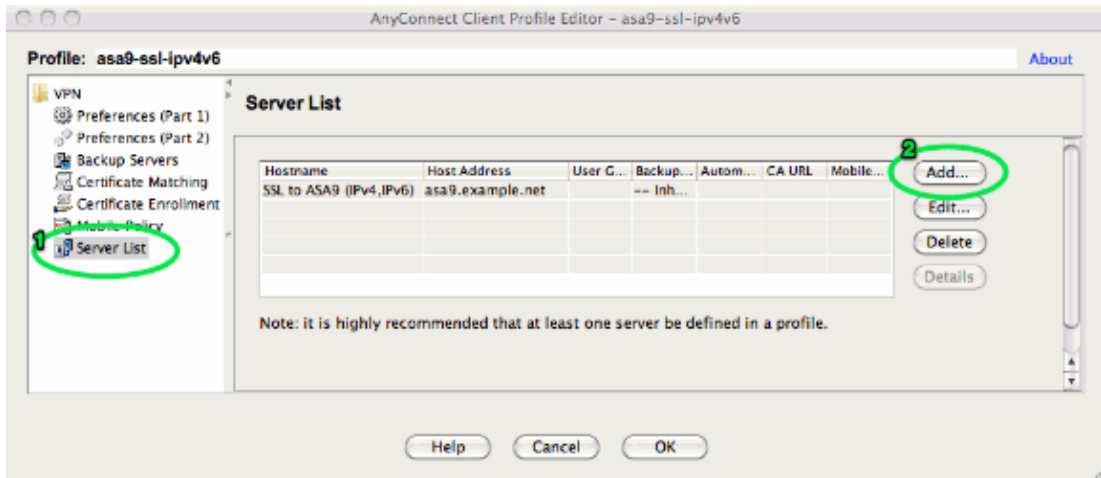 AnyConnect Client Profile Editor - asa9-ssl-ipv4v6
Profile: asa9-ssl-ipv4v6
About
VPN
Preferences (Part 1)
Preferences (Part 2)
Backup Servers
Certificate Matching
Certificate Enrollment
Mobile Policy
1
Server List
Server List
Hostname Host Address User G... Backup... Autom... CA URL Mobile...
SSL to ASA9 (IPv4,IPv6) asa9.example.net -- Inh...
2
Add...
Edit...
Delete
Details
Note: it is highly recommended that at least one server be defined in a profile.
Help Cancel OK